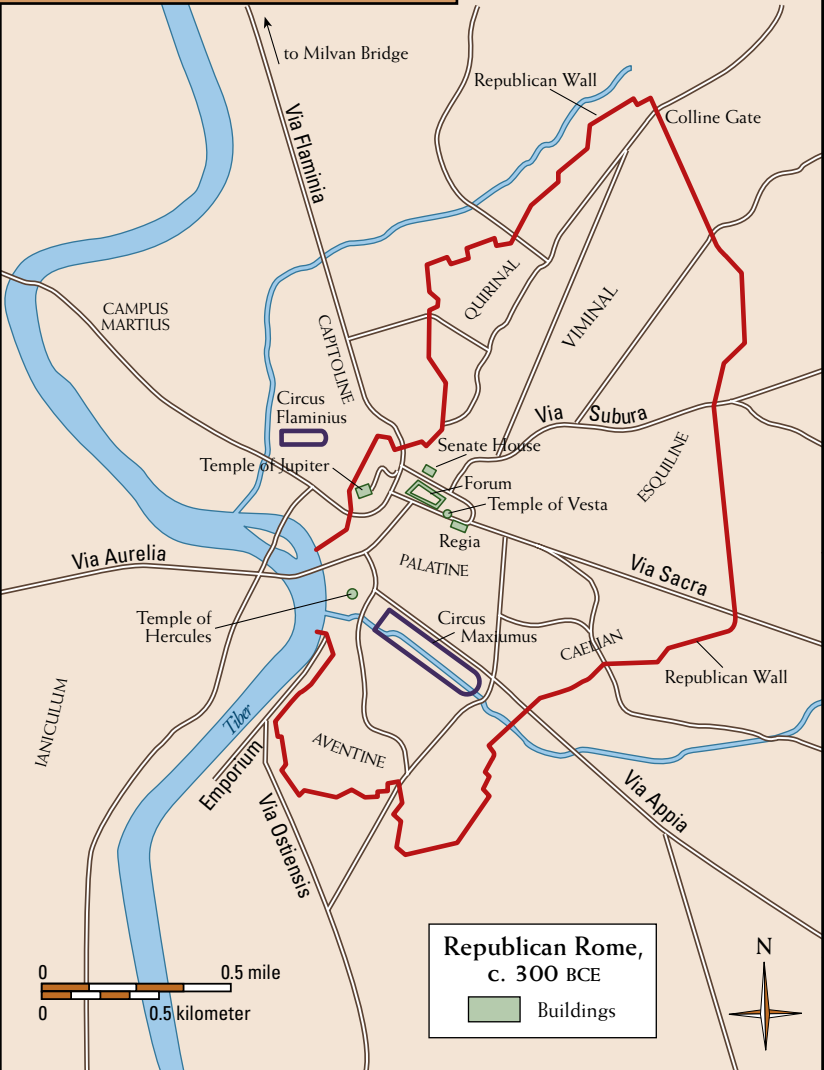 to Milvan Bridge
Republican Wall
Colline Gate
Via Flaminia
QUIRINAL
CAMPUS
MARTIUS
VIMINAL
CAPITOLINE
Circus
Flaminius
Via Subura
Senate House
Temple of Jupiter
ESQUILINE
Forum
Temple of Vesta
Regia
Via Aurelia
PALATINE
Via Sacra
Temple of
Hercules
Circus
Maxiumus
CAELIAN
Republican Wall
IANICULUM
Tiber
AVENTINE
Emporium
Via Ostiensis
Via Appia
Republican Rome,
c. 300 BCE
Buildings
N
0 0.5 mile
0 0.5 kilometer